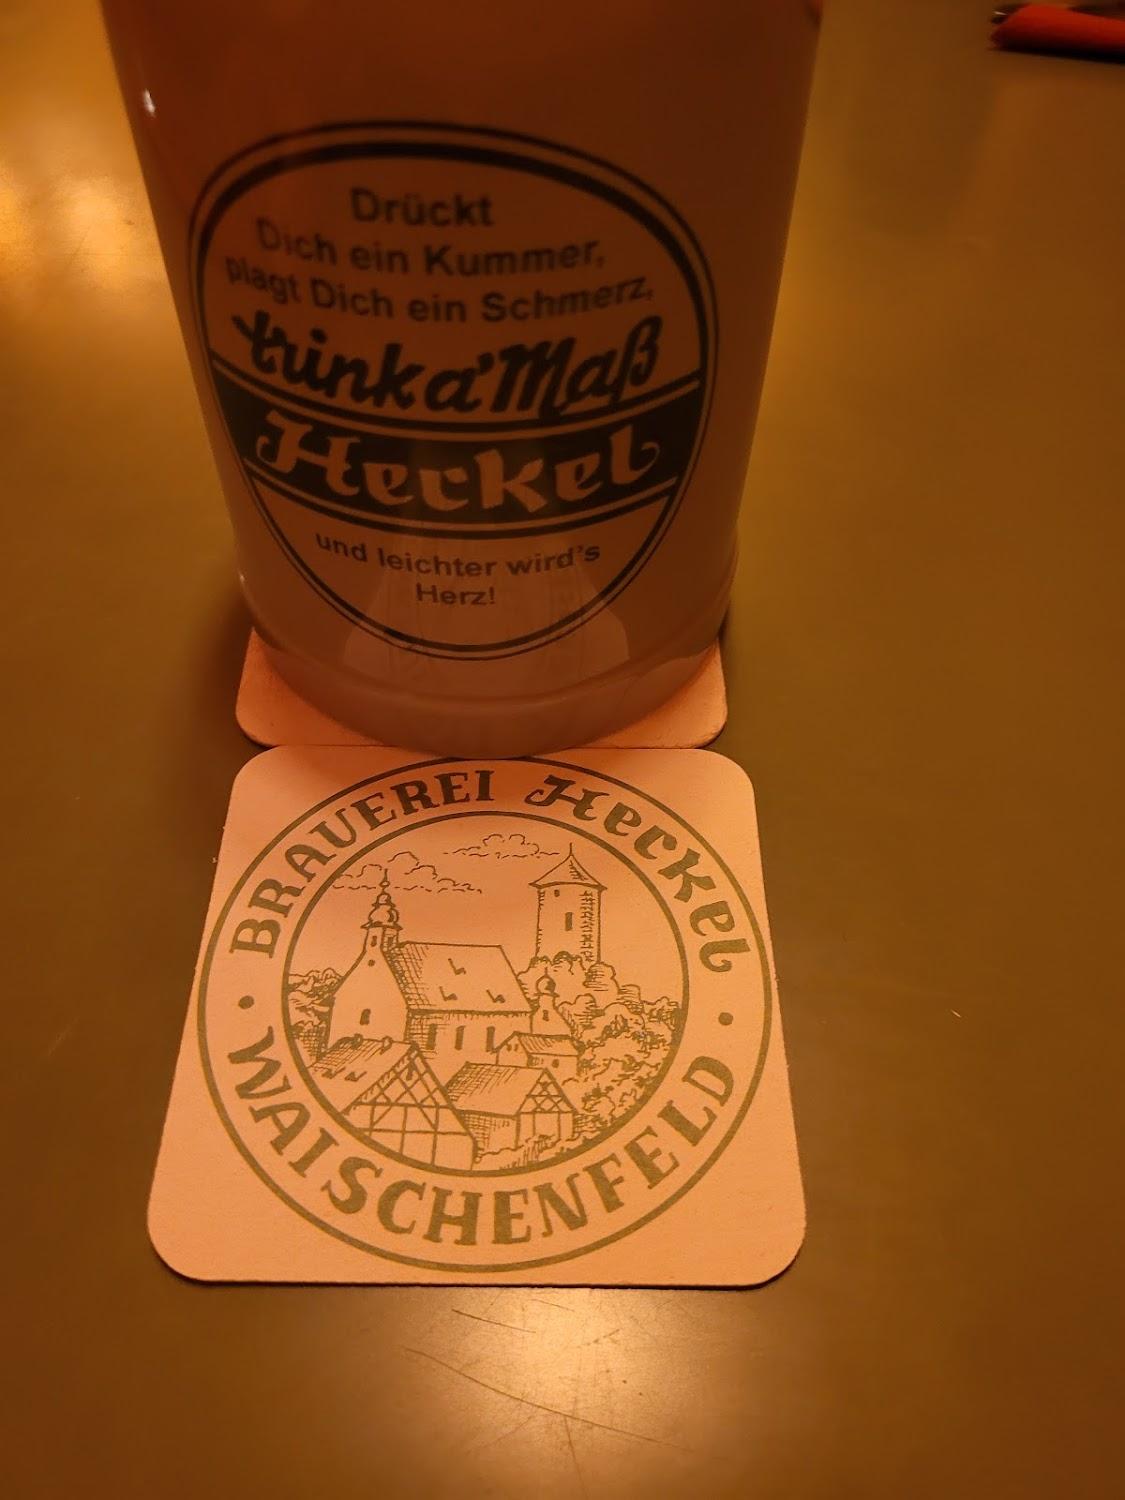 Drückt
Dich ein Kummer,
plagt Dich ein Schmerz,
trink a' Maß
Heckel
und leichter wird's
Herz!
BRAUEREI Heckel
WAISCHENFELD